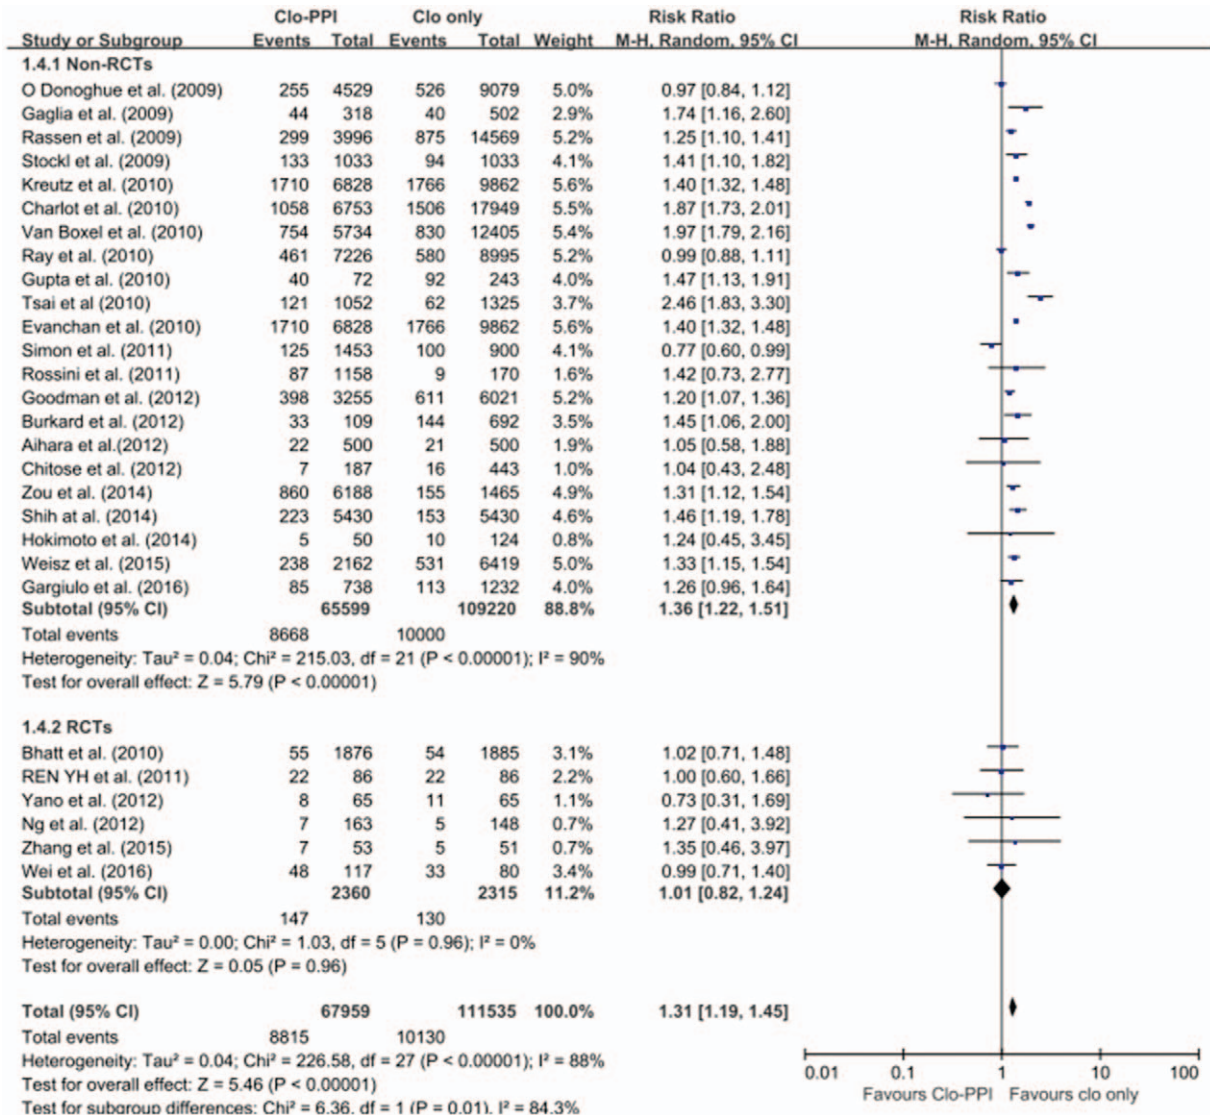 Clo-PPI Clo only Risk Ratio Risk Ratio
Study or Subgroup Events Total Events Total Weight M-H, Random, 95% CI M-H, Random, 95% CI
1.4.1 Non-RCTs
O Donoghue et al. (2009) 255 4529 526 9079 5.0% 0.97 [0.84, 1.12]
Gaglia et al. (2009) 44 318 40 502 2.9% 1.74 [1.16, 2.60]
Rassen et al. (2009) 299 3996 875 14569 5.2% 1.25 [1.10, 1.41]
Stockl et al. (2009) 133 1033 94 1033 4.1% 1.41 [1.10, 1.82]
Kreutz et al. (2010) 1710 6828 1766 9862 5.6% 1.40 [1.32, 1.48]
Charlot et al. (2010) 1058 6753 1506 17949 5.5% 1.87 [1.73, 2.01]
Van Boxel et al. (2010) 754 5734 830 12405 5.4% 1.97 [1.79, 2.16]
Ray et al. (2010) 461 7226 580 8995 5.2% 0.99 [0.88, 1.11]
Gupta et al. (2010) 40 72 92 243 4.0% 1.47 [1.13, 1.91]
Tsai et al (2010) 121 1052 62 1325 3.7% 2.46 [1.83, 3.30]
Evanchan et al. (2010) 1710 6828 1766 9862 5.6% 1.40 [1.32, 1.48]
Simon et al. (2011) 125 1453 100 900 4.1% 0.77 [0.60, 0.99]
Rossini et al. (2011) 87 1158 9 170 1.6% 1.42 [0.73, 2.77]
Goodman et al. (2012) 398 3255 611 6021 5.2% 1.20 [1.07, 1.36]
Burkard et al. (2012) 33 109 144 692 3.5% 1.45 [1.06, 2.00]
Aihara et al.(2012) 22 500 21 500 1.9% 1.05 [0.58, 1.88]
Chitose et al. (2012) 7 187 16 443 1.0% 1.04 [0.43, 2.48]
Zou et al. (2014) 860 6188 155 1465 4.9% 1.31 [1.12, 1.54]
Shih at al. (2014) 223 5430 153 5430 4.6% 1.46 [1.19, 1.78]
Hokimoto et al. (2014) 5 50 10 124 0.8% 1.24 [0.45, 3.45]
Weisz et al. (2015) 238 2162 531 6419 5.0% 1.33 [1.15, 1.54]
Gargiulo et al. (2016) 85 738 113 1232 4.0% 1.26 [0.96, 1.64]
Subtotal (95% CI) 65599 109220 88.8% 1.36 [1.22, 1.51]
Total events 8668 10000
Heterogeneity: Tau² = 0.04; Chi² = 215.03, df = 21 (P < 0.00001); I² = 90%
Test for overall effect: Z = 5.79 (P < 0.00001)
1.4.2 RCTs
Bhatt et al. (2010) 55 1876 54 1885 3.1% 1.02 [0.71, 1.48]
REN YH et al. (2011) 22 86 22 86 2.2% 1.00 [0.60, 1.66]
Yano et al. (2012) 8 65 11 65 1.1% 0.73 [0.31, 1.69]
Ng et al. (2012) 7 163 5 148 0.7% 1.27 [0.41, 3.92]
Zhang et al. (2015) 7 53 5 51 0.7% 1.35 [0.46, 3.97]
Wei et al. (2016) 48 117 33 80 3.4% 0.99 [0.71, 1.40]
Subtotal (95% CI) 2360 2315 11.2% 1.01 [0.82, 1.24]
Total events 147 130
Heterogeneity: Tau² = 0.00; Chi² = 1.03, df = 5 (P = 0.96); I² = 0%
Test for overall effect: Z = 0.05 (P = 0.96)
Total (95% CI) 67959 111535 100.0% 1.31 [1.19, 1.45]
Total events 8815 10130
Heterogeneity: Tau² = 0.04; Chi² = 226.58, df = 27 (P < 0.00001); I² = 88%
Test for overall effect: Z = 5.46 (P < 0.00001)
Test for subgroup differences: Chi² = 6.36, df = 1 (P = 0.01), I² = 84.3%
0.01 0.1 1 10 100
Favours Clo-PPI Favours clo only